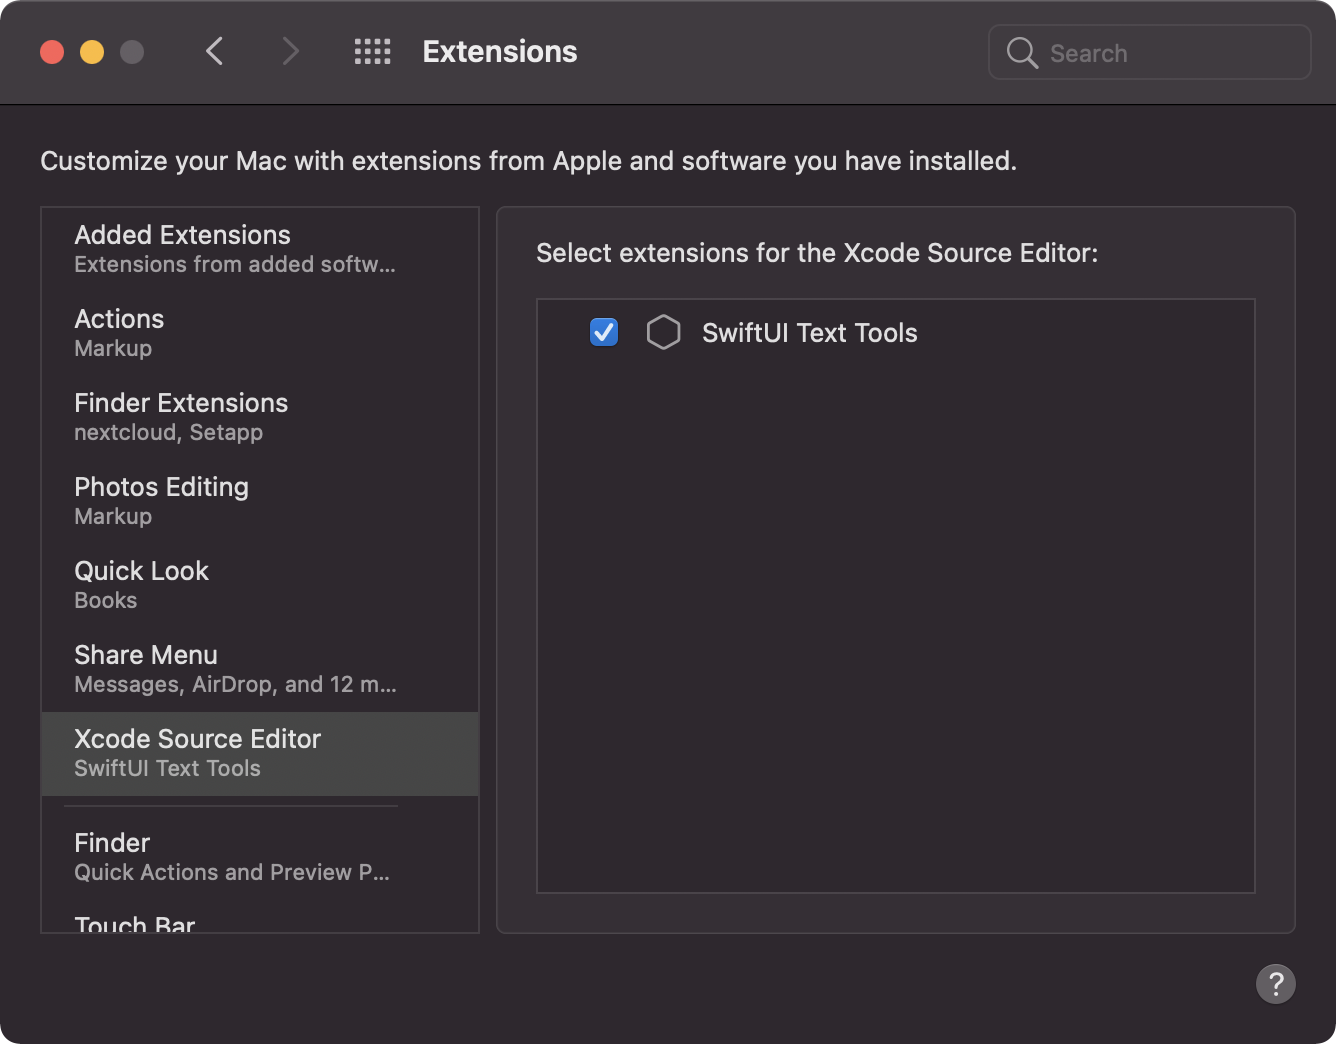 Extensions
Search
Customize your Mac with extensions from Apple and software you have installed.
Added Extensions
Extensions from added softw...
Actions
Markup
Finder Extensions
nextcloud, Setapp
Photos Editing
Markup
Quick Look
Books
Share Menu
Messages, AirDrop, and 12 m...
Xcode Source Editor
SwiftUI Text Tools
Finder
Quick Actions and Preview P...
Touch Bar
Select extensions for the Xcode Source Editor:
SwiftUI Text Tools
?